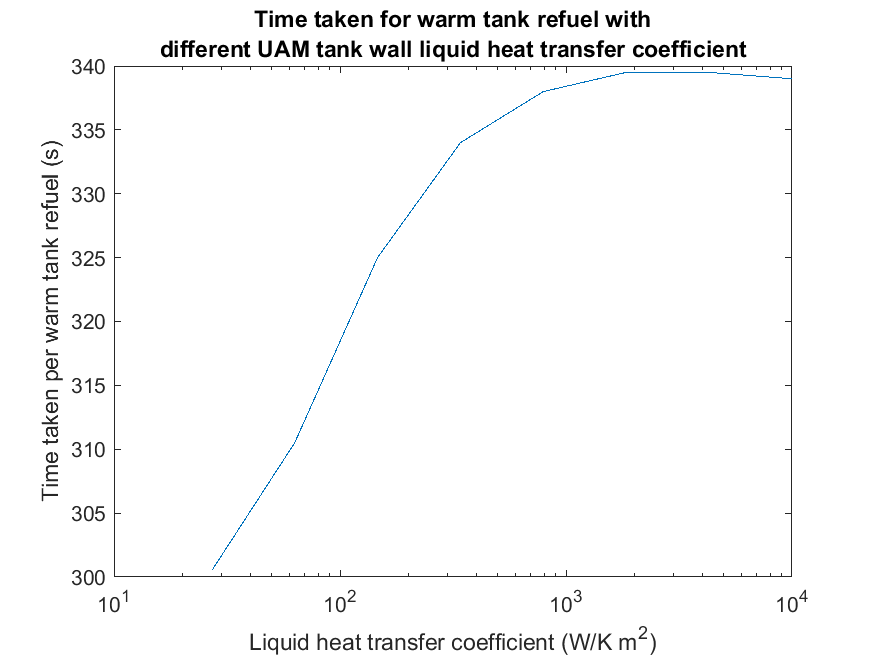 Time taken for warm tank refuel with
different UAM tank wall liquid heat transfer coefficient
Time taken per warm tank refuel (s)
340
335
330
325
320
315
310
305
300
10^1 10^2 10^3 10^4
Liquid heat transfer coefficient (W/K m^2)